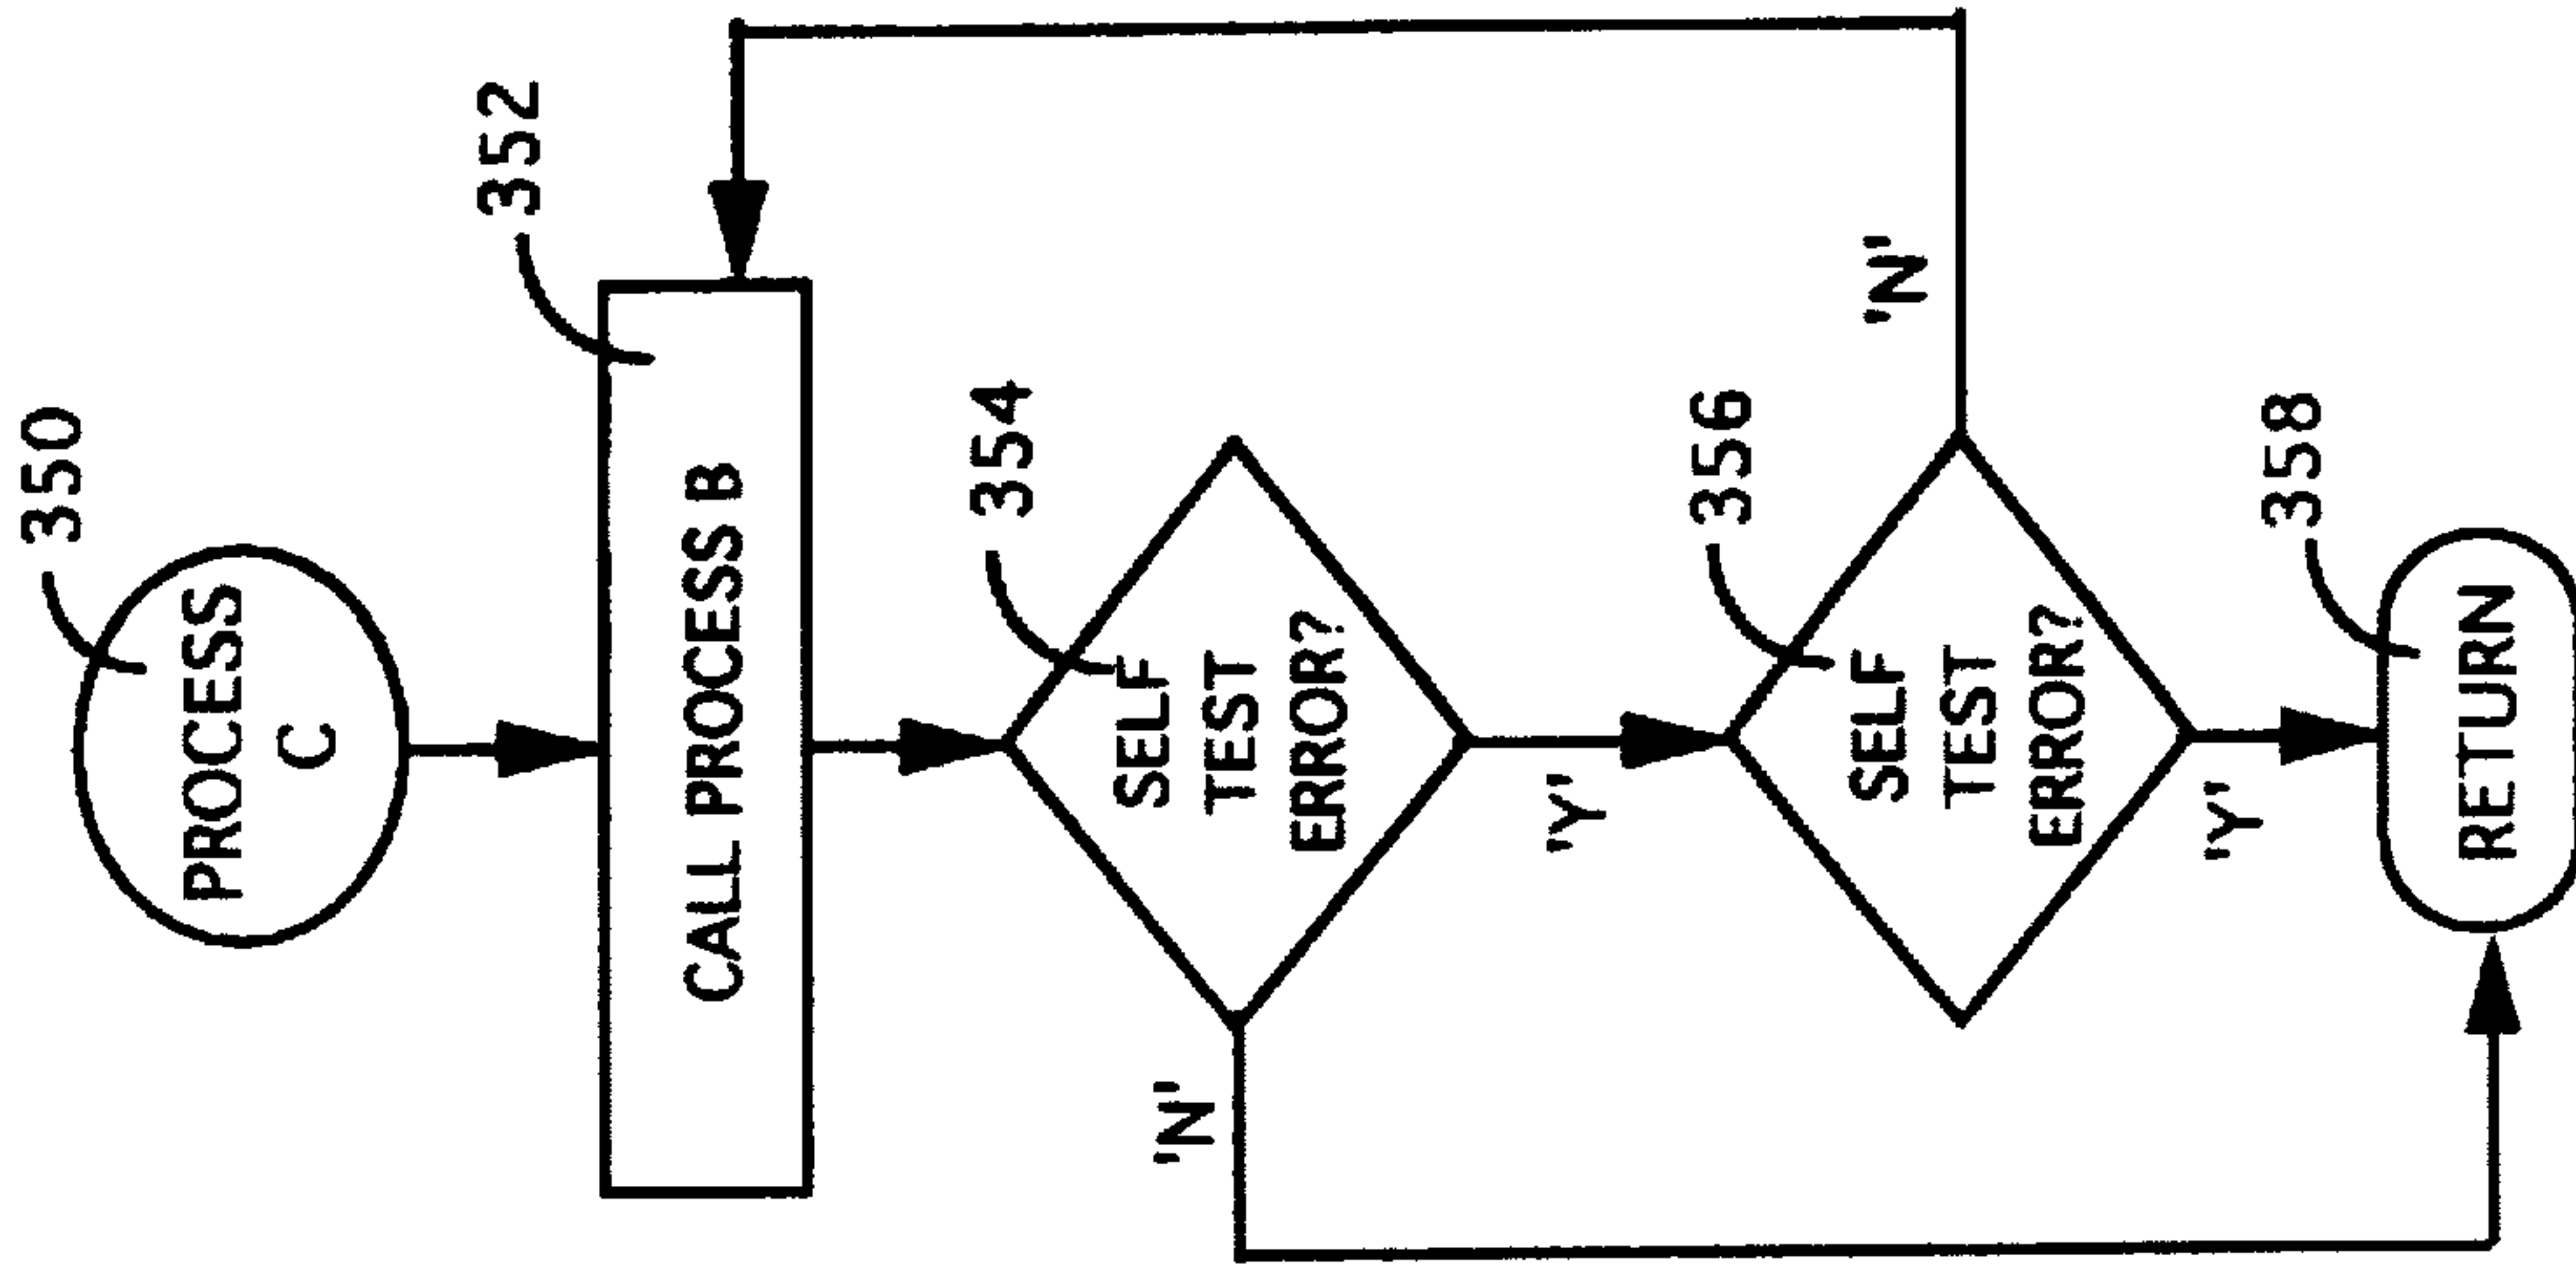 350
PROCESS
C
352
CALL PROCESS B
354
SELF
TEST
ERROR?
'N'
'Y'
356
SELF
TEST
ERROR?
'N'
'Y'
358
RETURN